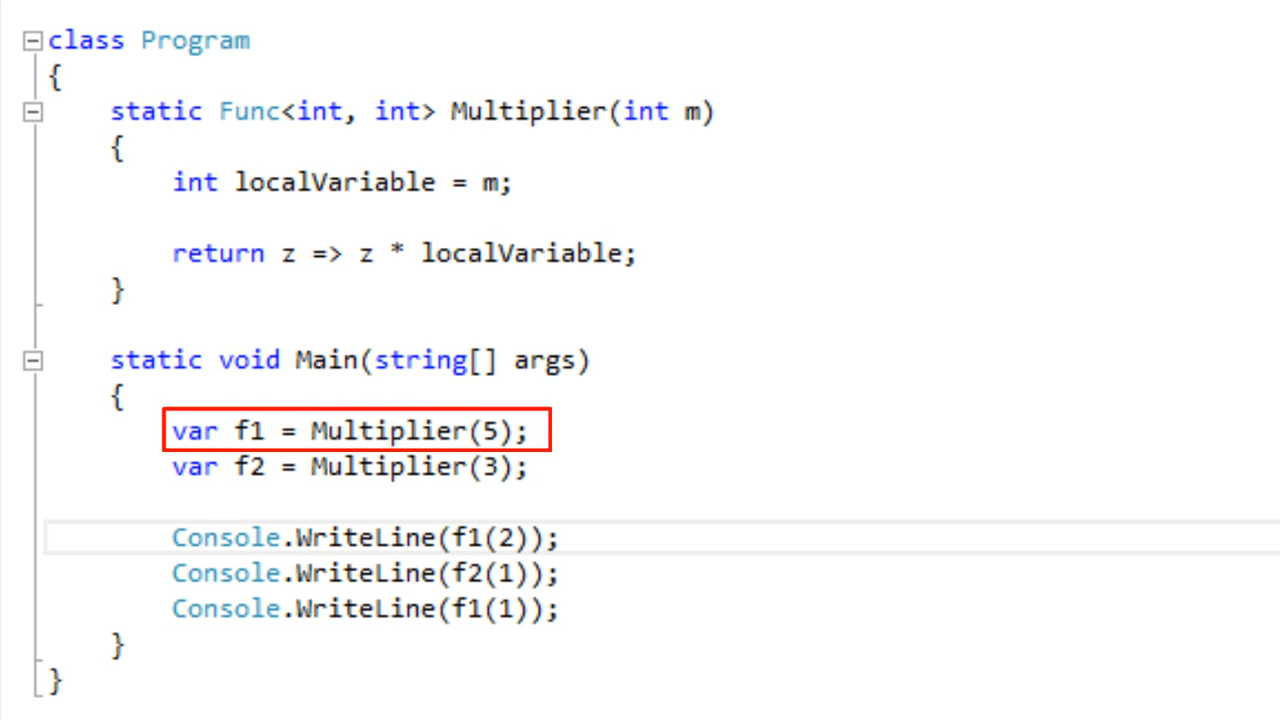 class Program
{
static Func<int, int> Multiplier(int m)
{
int localVariable = m;
return z => z * localVariable;
}
static void Main(string[] args)
{
var f1 = Multiplier(5);
var f2 = Multiplier(3);
Console.WriteLine(f1(2));
Console.WriteLine(f2(1));
Console.WriteLine(f1(1));
}
}